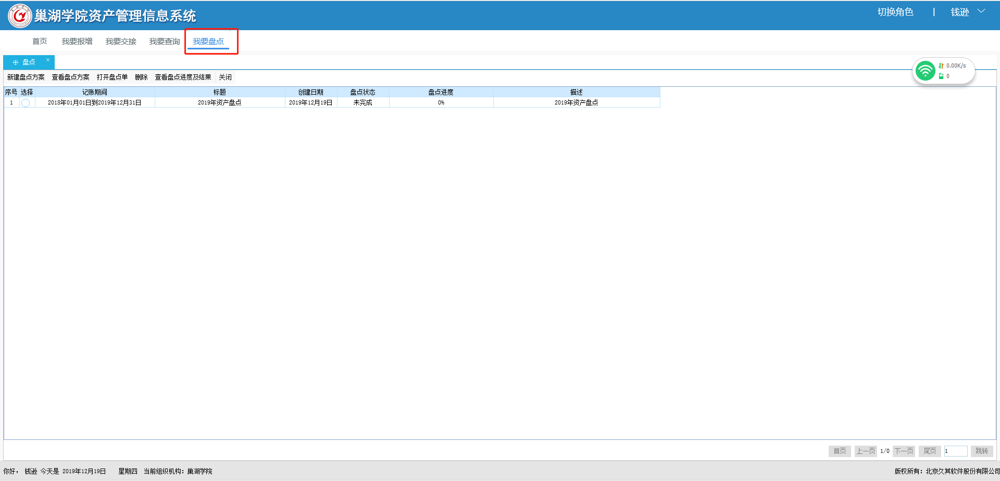 巢湖学院资产管理信息系统
切换角色 | 钱逊
首页 我要报增 我要交接 我要查询 我要盘点
盘点 ×
0.00K/s
0
新建盘点方案 查看盘点方案 打开盘点单 删除 查看盘点进度及结果 关闭
序号 选择 记账期间 标题 创建日期 盘点状态 盘点进度 描述
1 2018年01月01日到2019年12月31日 2019年资产盘点 2019年12月19日 未完成 0% 2019年资产盘点
首页 上一页 1/0 下一页 尾页 1 跳转
你好， 钱逊 今天是 2019年12月19日 星期四 当前组织机构：巢湖学院
版权所有：北京久其软件股份有限公司